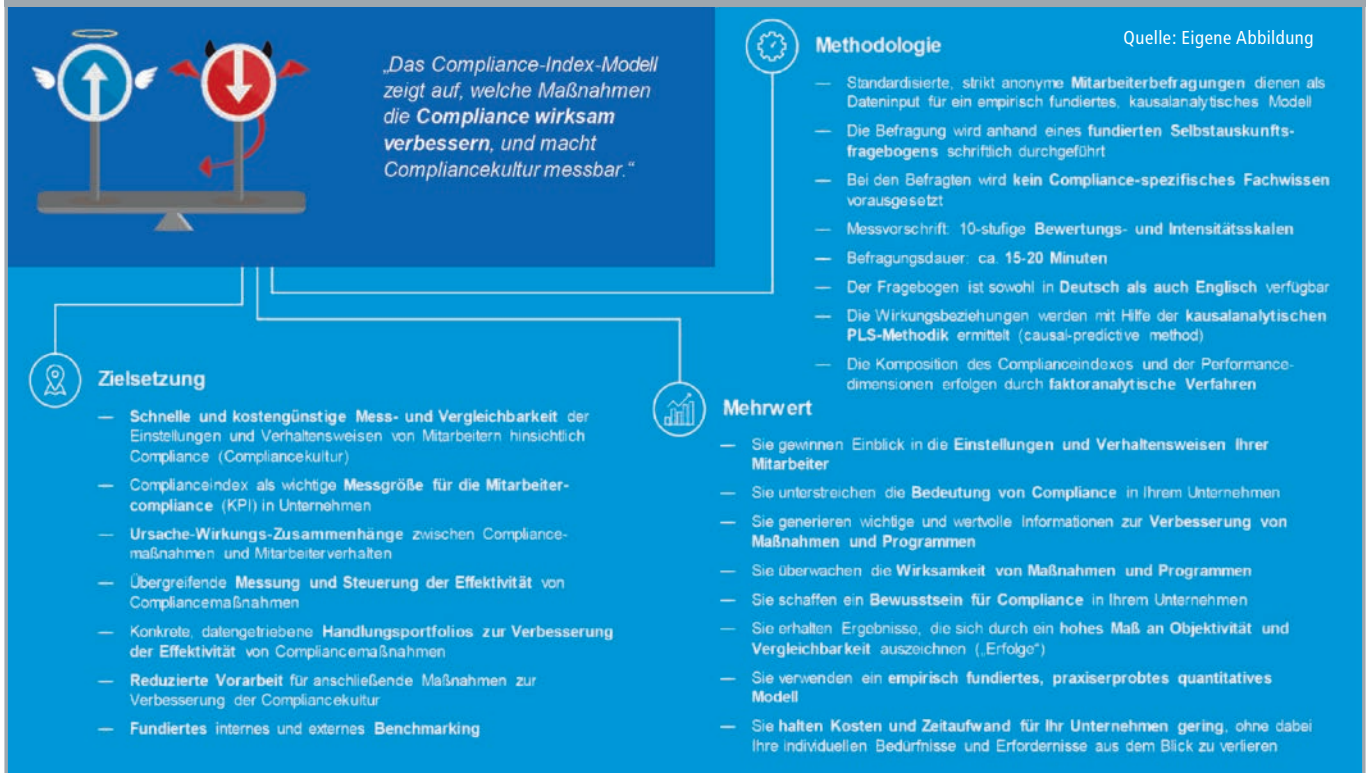 „Das Compliance-Index-Modell
zeigt auf, welche Maßnahmen
die Compliance wirksam
verbessern, und macht
Compliancekultur messbar.“
Methodologie
Quelle: Eigene Abbildung
— Standardisierte, strikt anonyme Mitarbeiterbefragungen dienen als
Dateninput für ein empirisch fundiertes, kausalanalytisches Modell
— Die Befragung wird anhand eines fundierten Selbstauskunfts-
fragebogens schriftlich durchgeführt
— Bei den Befragten wird kein Compliance-spezifisches Fachwissen
vorausgesetzt
— Messvorschrift: 10-stufige Bewertungs- und Intensitätsskalen
— Befragungsdauer: ca. 15-20 Minuten
— Der Fragebogen ist sowohl in Deutsch als auch Englisch verfügbar
— Die Wirkungsbeziehungen werden mit Hilfe der kausalanalytischen
PLS-Methodik ermittelt (causal-predictive method)
— Die Komposition des Complianceindexes und der Performance-
dimensionen erfolgen durch faktoranalytische Verfahren
Zielsetzung
— Schnelle und kostengünstige Mess- und Vergleichbarkeit der
Einstellungen und Verhaltensweisen von Mitarbeitern hinsichtlich
Compliance (Compliancekultur)
— Complianceindex als wichtige Messgröße für die Mitarbeiter-
compliance (KPI) in Unternehmen
— Ursache-Wirkungs-Zusammenhänge zwischen Compliance-
maßnahmen und Mitarbeiterverhalten
— Übergreifende Messung und Steuerung der Effektivität von
Compliancemaßnahmen
— Konkrete, datengetriebene Handlungsportfolios zur Verbesserung
der Effektivität von Compliancemaßnahmen
— Reduzierte Vorarbeit für anschließende Maßnahmen zur
Verbesserung der Compliancekultur
— Fundiertes internes und externes Benchmarking
Mehrwert
— Sie gewinnen Einblick in die Einstellungen und Verhaltensweisen Ihrer
Mitarbeiter
— Sie unterstreichen die Bedeutung von Compliance in Ihrem Unternehmen
— Sie generieren wichtige und wertvolle Informationen zur Verbesserung von
Maßnahmen und Programmen
— Sie überwachen die Wirksamkeit von Maßnahmen und Programmen
— Sie schaffen ein Bewusstsein für Compliance in Ihrem Unternehmen
— Sie erhalten Ergebnisse, die sich durch ein hohes Maß an Objektivität und
Vergleichbarkeit auszeichnen („Erfolge“)
— Sie verwenden ein empirisch fundiertes, praxiserprobtes quantitatives
Modell
— Sie halten Kosten und Zeitaufwand für Ihr Unternehmen gering, ohne dabei
Ihre individuellen Bedürfnisse und Erfordernisse aus dem Blick zu verlieren